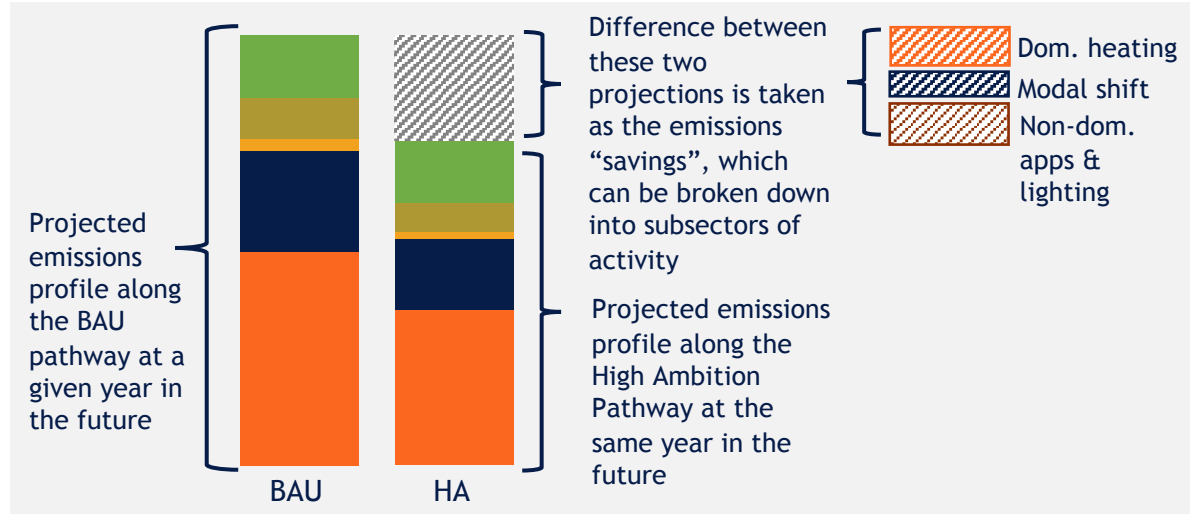 Projected
emissions
profile along
the BAU
pathway at a
given year in
the future
BAU
HA
Difference between
these two
projections is taken
as the emissions
“savings”, which
can be broken down
into subsectors of
activity
Projected emissions
profile along the
High Ambition
Pathway at the
same year in the
future
Dom. heating
Modal shift
Non-dom.
apps &
lighting